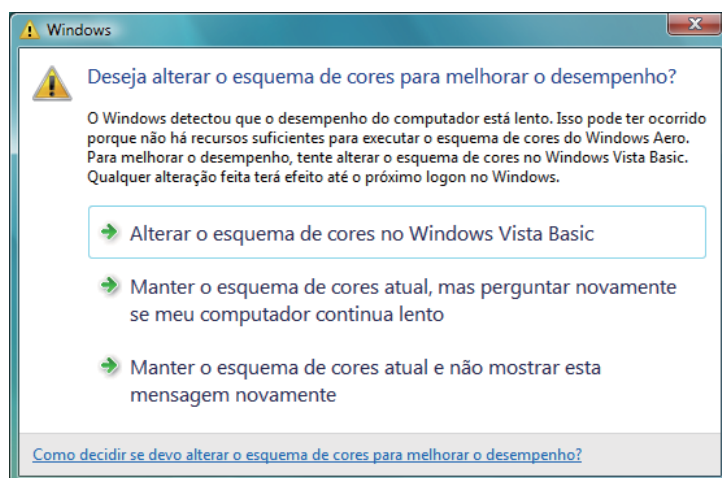 Windows
Deseja alterar o esquema de cores para melhorar o desempenho?
O Windows detectou que o desempenho do computador está lento. Isso pode ter ocorrido
porque não há recursos suficientes para executar o esquema de cores do Windows Aero.
Para melhorar o desempenho, tente alterar o esquema de cores no Windows Vista Basic.
Qualquer alteração feita terá efeito até o próximo logon no Windows.
Alterar o esquema de cores no Windows Vista Basic
Manter o esquema de cores atual, mas perguntar novamente
se meu computador continua lento
Manter o esquema de cores atual e não mostrar esta
mensagem novamente
Como decidir se devo alterar o esquema de cores para melhorar o desempenho?